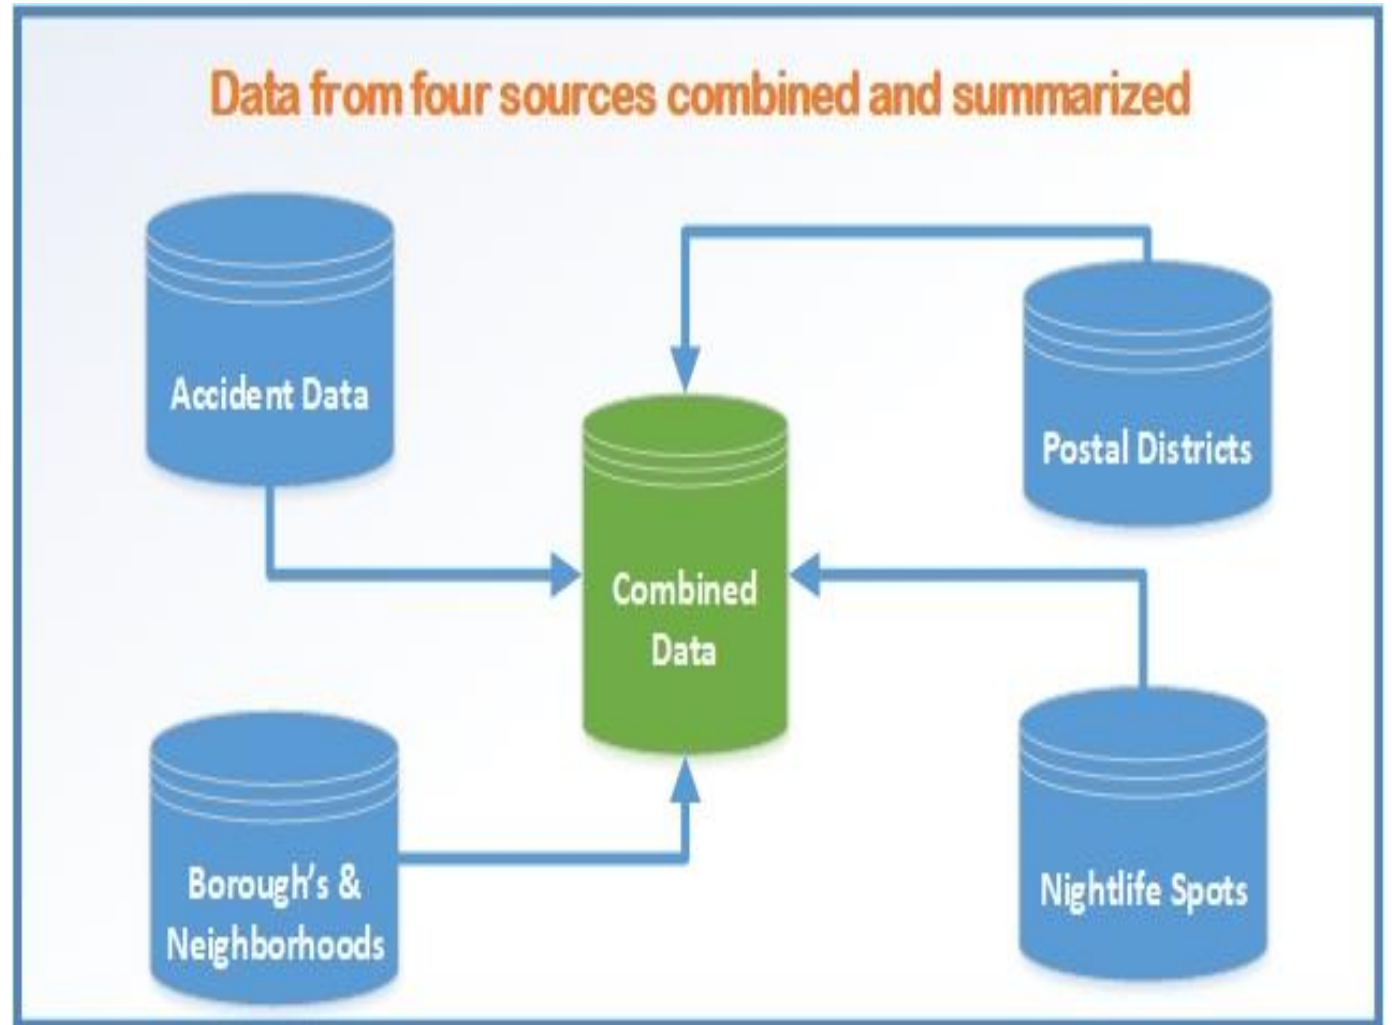 Data from four sources combined and summarized
Accident Data
Postal Districts
Combined
Data
Borough’s &
Neighborhoods
Nightlife Spots